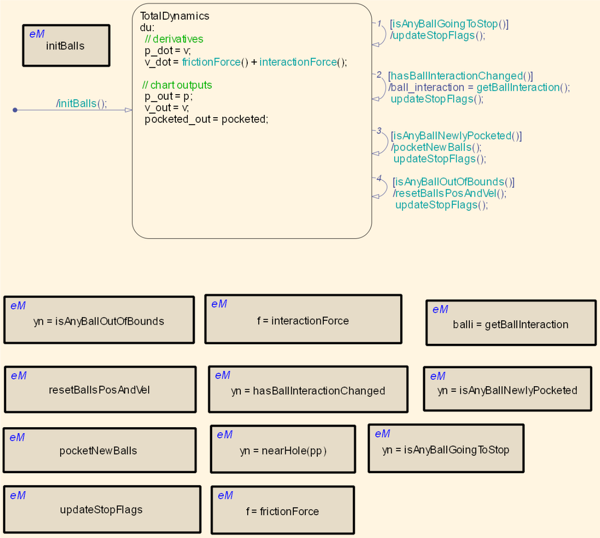 eM
initBalls
/initBalls();
TotalDynamics
du:
// derivatives
p_dot = v;
v_dot = frictionForce() + interactionForce();
// chart outputs
p_out = p;
v_out = v;
pocketed_out = pocketed;
1
[isAnyBallGoingToStop()]
/updateStopFlags();
2
[hasBallInteractionChanged()]
/ball_interaction = getBallInteraction();
updateStopFlags();
3
[isAnyBallNewlyPocketed()]
/pocketNewBalls();
updateStopFlags();
4
[isAnyBallOutOfBounds()]
/resetBallsPosAndVel();
updateStopFlags();
eM
yn = isAnyBallOutOfBounds
eM
f = interactionForce
eM
balli = getBallInteraction
eM
resetBallsPosAndVel
eM
yn = hasBallInteractionChanged
eM
yn = isAnyBallNewlyPocketed
eM
pocketNewBalls
eM
yn = nearHole(pp)
eM
yn = isAnyBallGoingToStop
eM
updateStopFlags
eM
f = frictionForce